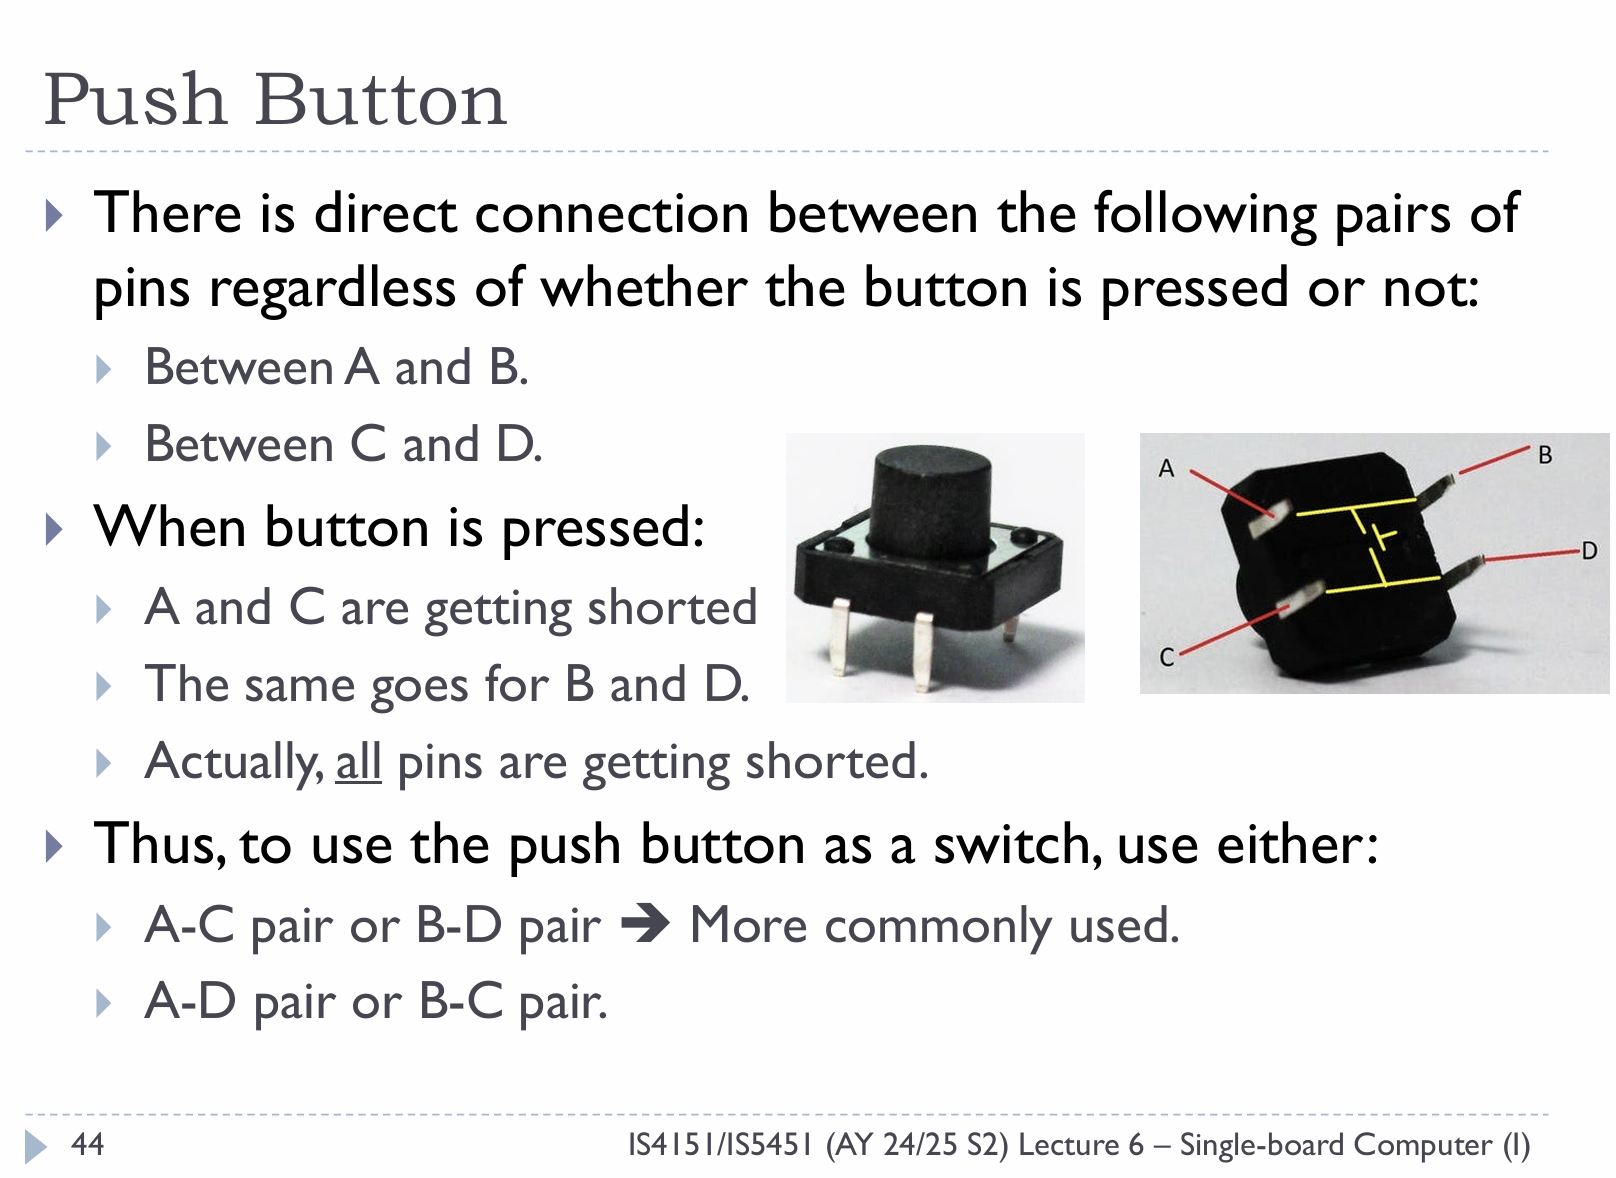 Push Button
There is direct connection between the following pairs of
pins regardless of whether the button is pressed or not:
Between A and B.
Between C and D.
When button is pressed:
A and C are getting shorted
The same goes for B and D.
Actually, all pins are getting shorted.
A
B
C
D
Thus, to use the push button as a switch, use either:
A-C pair or B-D pair ➔ More commonly used.
A-D pair or B-C pair.
44
IS4151/IS5451 (AY 24/25 S2) Lecture 6 – Single-board Computer (I)